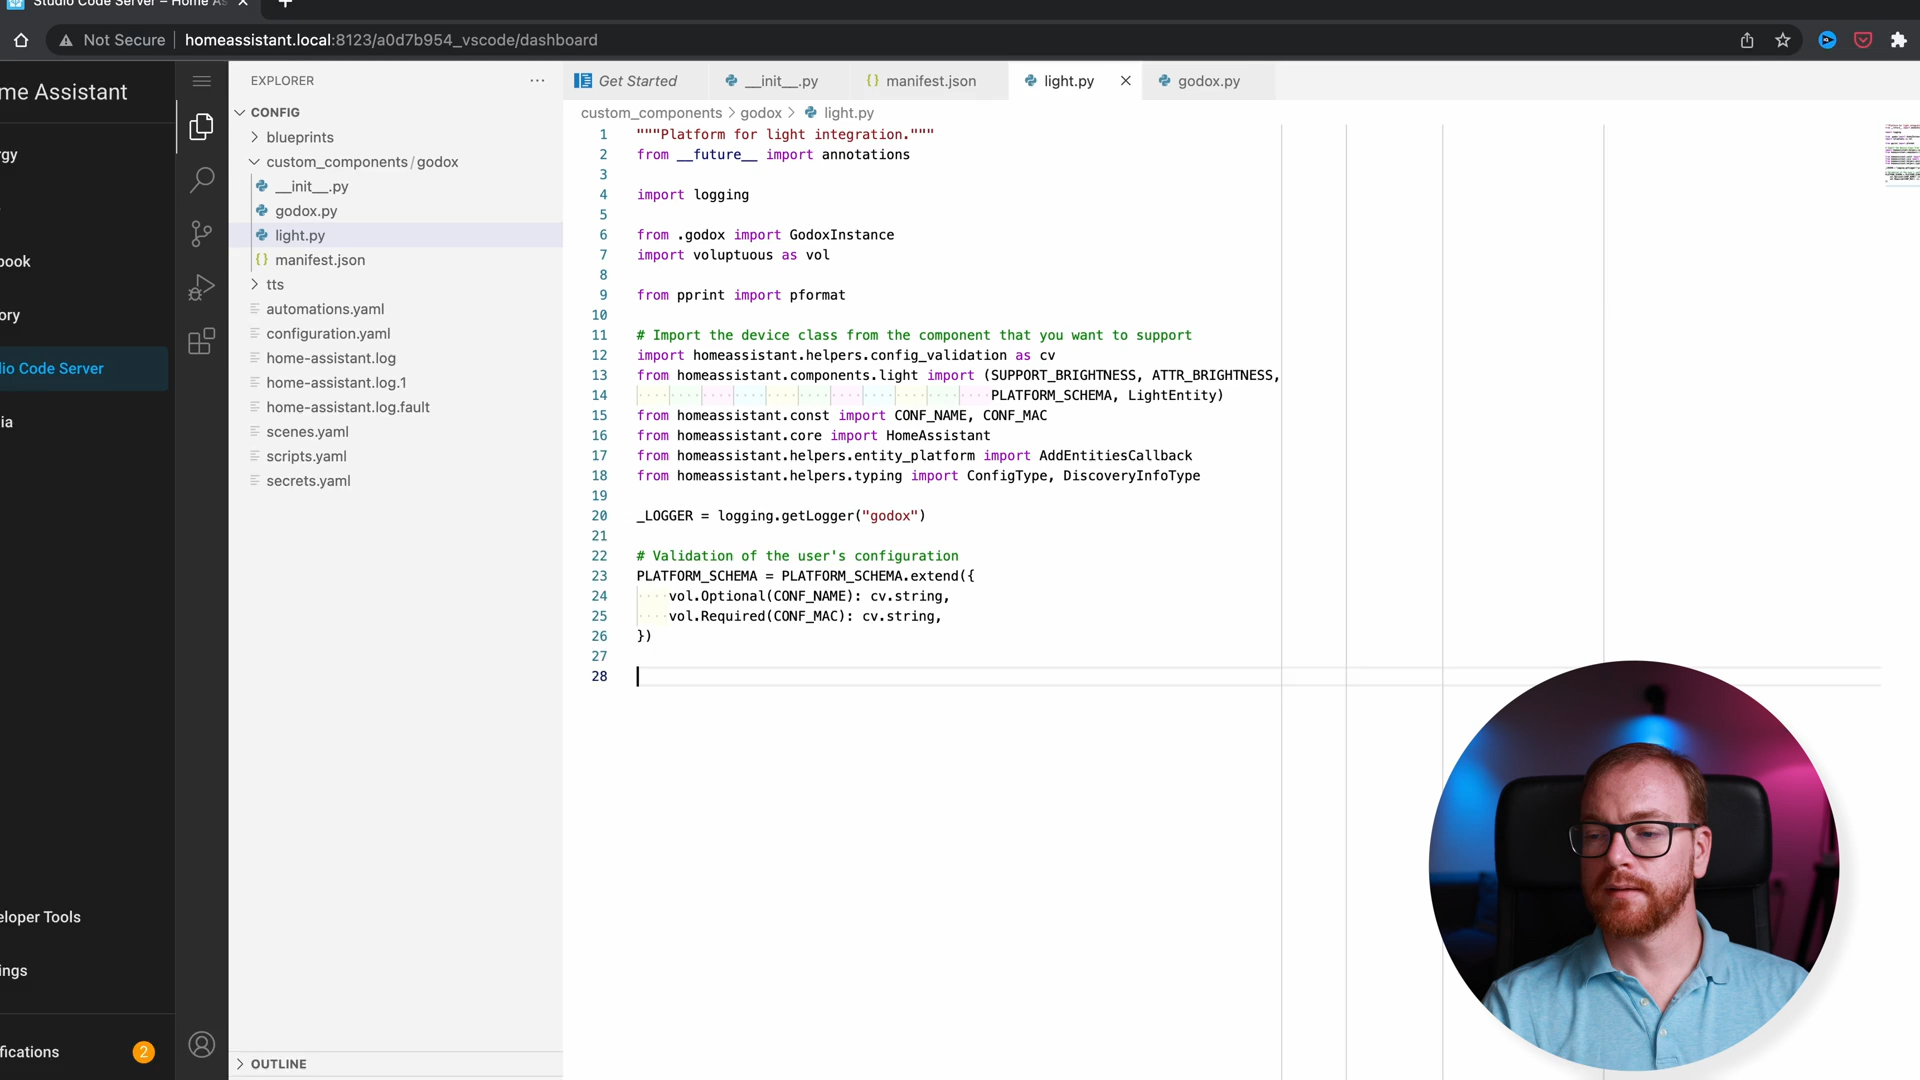 Studio Code Server – Home As
Not Secure homeassistant.local:8123/a0d7b954_vscode/dashboard
me Assistant
rgy
book
ory
dio Code Server
ia
eloper Tools
ings
fications 2
EXPLORER
CONFIG
blueprints
custom_components/godox
__init__.py
godox.py
light.py
manifest.json
tts
automations.yaml
configuration.yaml
home-assistant.log
home-assistant.log.1
home-assistant.log.fault
scenes.yaml
scripts.yaml
secrets.yaml
OUTLINE
Get Started __init__.py {} manifest.json light.py godox.py
custom_components > godox > light.py
1 """Platform for light integration."""
2 from __future__ import annotations
3
4 import logging
5
6 from .godox import GodoxInstance
7 import voluptuous as vol
8
9 from pprint import pformat
10
11 # Import the device class from the component that you want to support
12 import homeassistant.helpers.config_validation as cv
13 from homeassistant.components.light import (SUPPORT_BRIGHTNESS, ATTR_BRIGHTNESS,
14 PLATFORM_SCHEMA, LightEntity)
15 from homeassistant.const import CONF_NAME, CONF_MAC
16 from homeassistant.core import HomeAssistant
17 from homeassistant.helpers.entity_platform import AddEntitiesCallback
18 from homeassistant.helpers.typing import ConfigType, DiscoveryInfoType
19
20 _LOGGER = logging.getLogger("godox")
21
22 # Validation of the user's configuration
23 PLATFORM_SCHEMA = PLATFORM_SCHEMA.extend({
24 vol.Optional(CONF_NAME): cv.string,
25 vol.Required(CONF_MAC): cv.string,
26 })
27
28